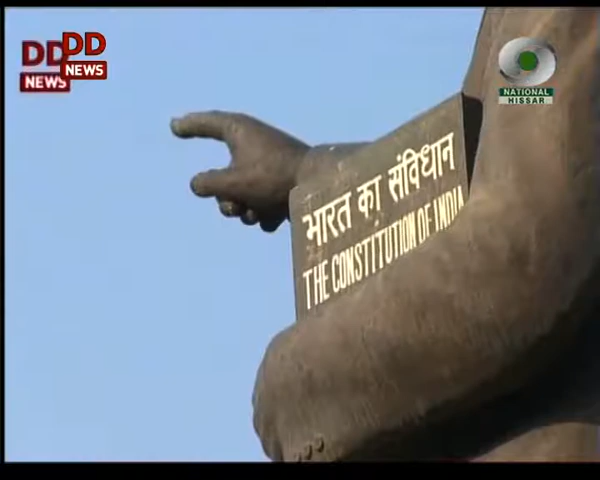 DD
NEWS
DD
NEWS
NATIONAL
HISSAR
भारत का संविधान
THE CONSTITUTION OF INDIA